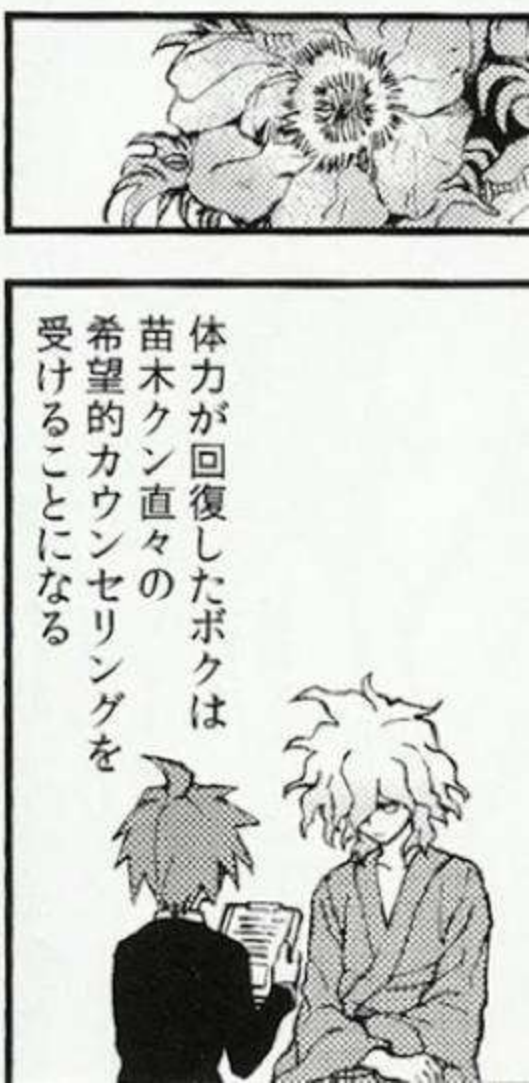 体力が回復したボクは
苗木クン直々の
希望的カウンセリングを
受けることになる